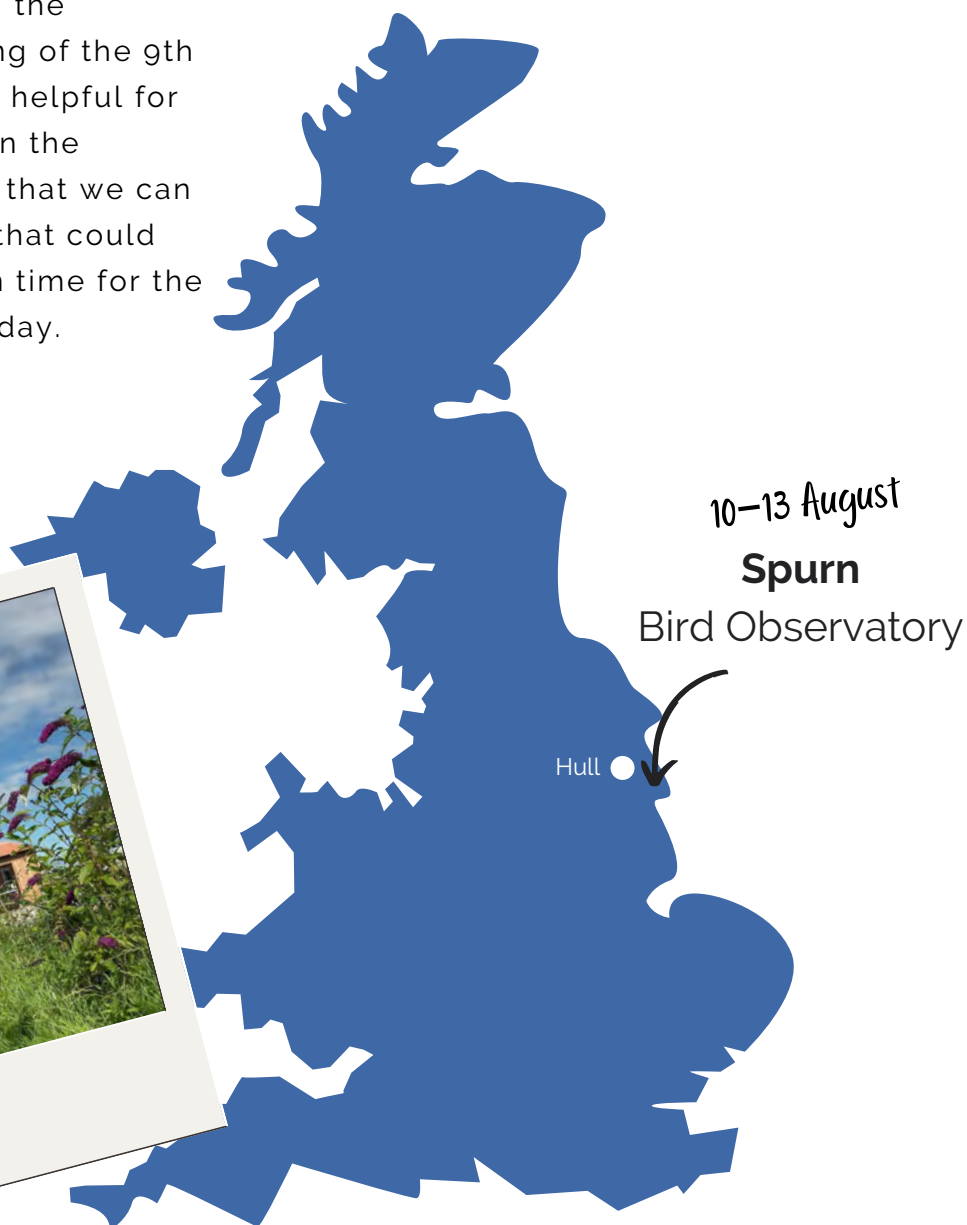 the
ng of the 9th
helpful for
n the
that we can
that could
n time for the
day.
10–13 August
Spurn
Bird Observatory
Hull